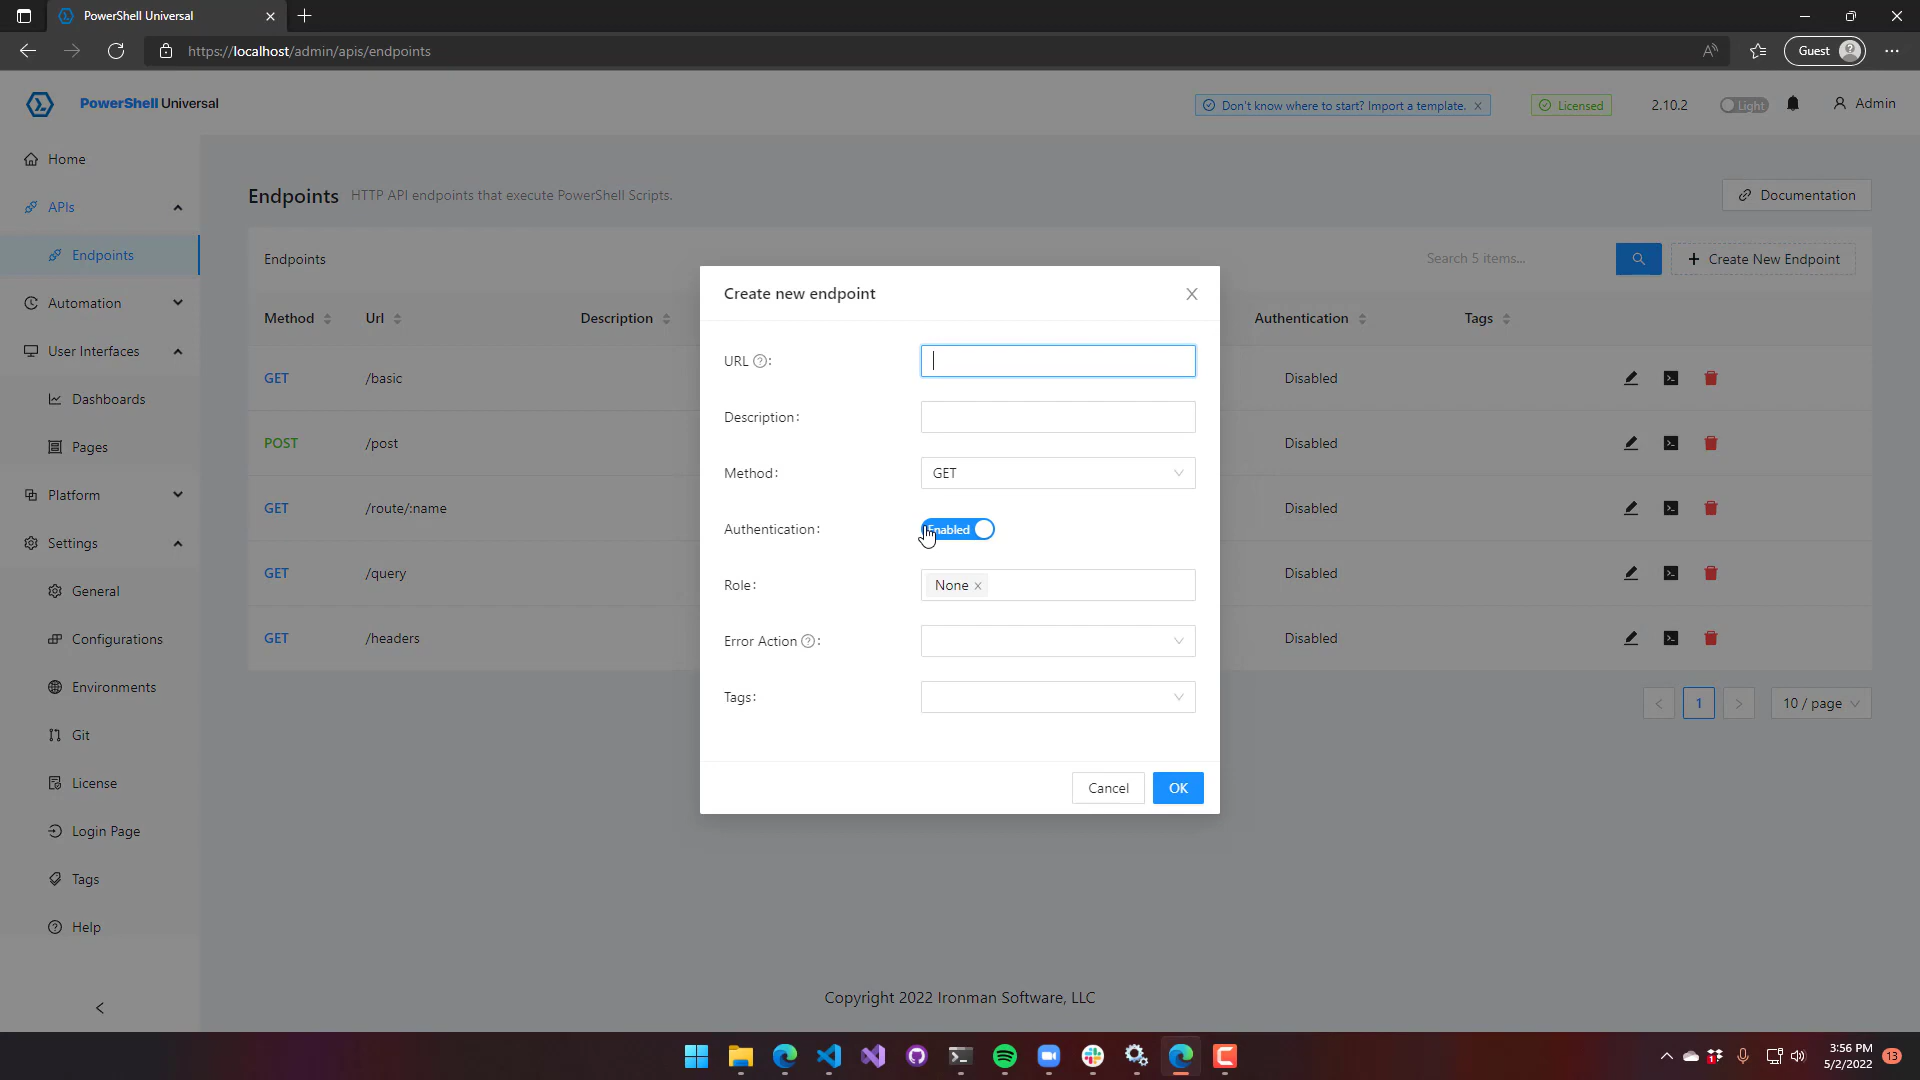 PowerShell Universal
https://localhost/admin/apis/endpoints
Guest
PowerShell Universal
Don't know where to start? Import a template.
Licensed
2.10.2
Light
Admin
Home
APIs
Endpoints
Automation
User Interfaces
Dashboards
Pages
Platform
Settings
General
Configurations
Environments
Git
License
Login Page
Tags
Help
Endpoints HTTP API endpoints that execute PowerShell Scripts.
Documentation
Endpoints
Search 5 items...
Create New Endpoint
Method Url Description Authentication Tags
GET /basic Disabled
POST /post Disabled
GET /route/:name Disabled
GET /query Disabled
GET /headers Disabled
1
10 / page
Create new endpoint
URL :
Description:
Method: GET
Authentication: Enabled
Role: None
Error Action :
Tags:
Cancel OK
Copyright 2022 Ironman Software, LLC
3:56 PM
5/2/2022
13